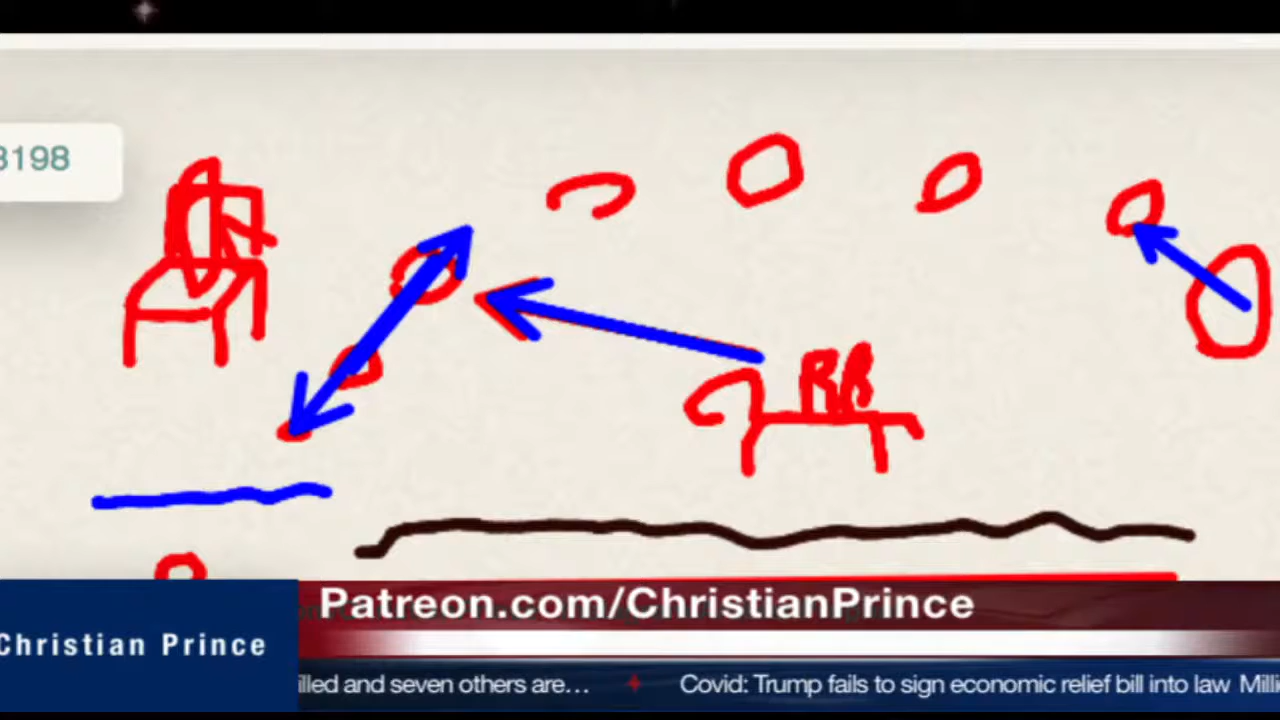 3198
Patreon.com/ChristianPrince
Christian Prince
illed and seven others are... Covid: Trump fails to sign economic relief bill into law Milli